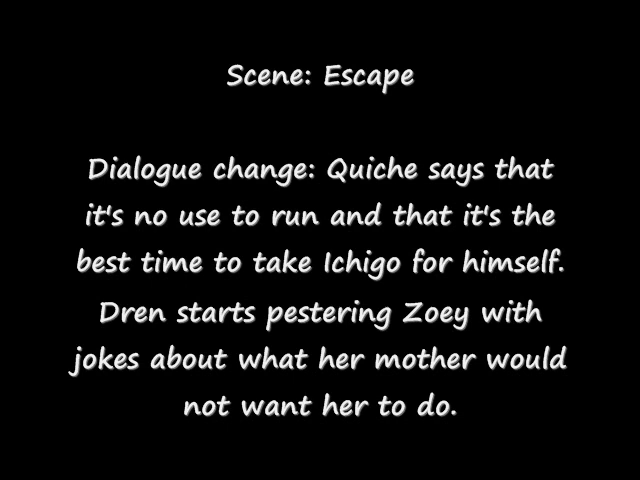 Scene: Escape
Dialogue change: Quiche says that
it's no use to run and that it's the
best time to take Ichigo for himself.
Dren starts pestering Zoey with
jokes about what her mother would
not want her to do.